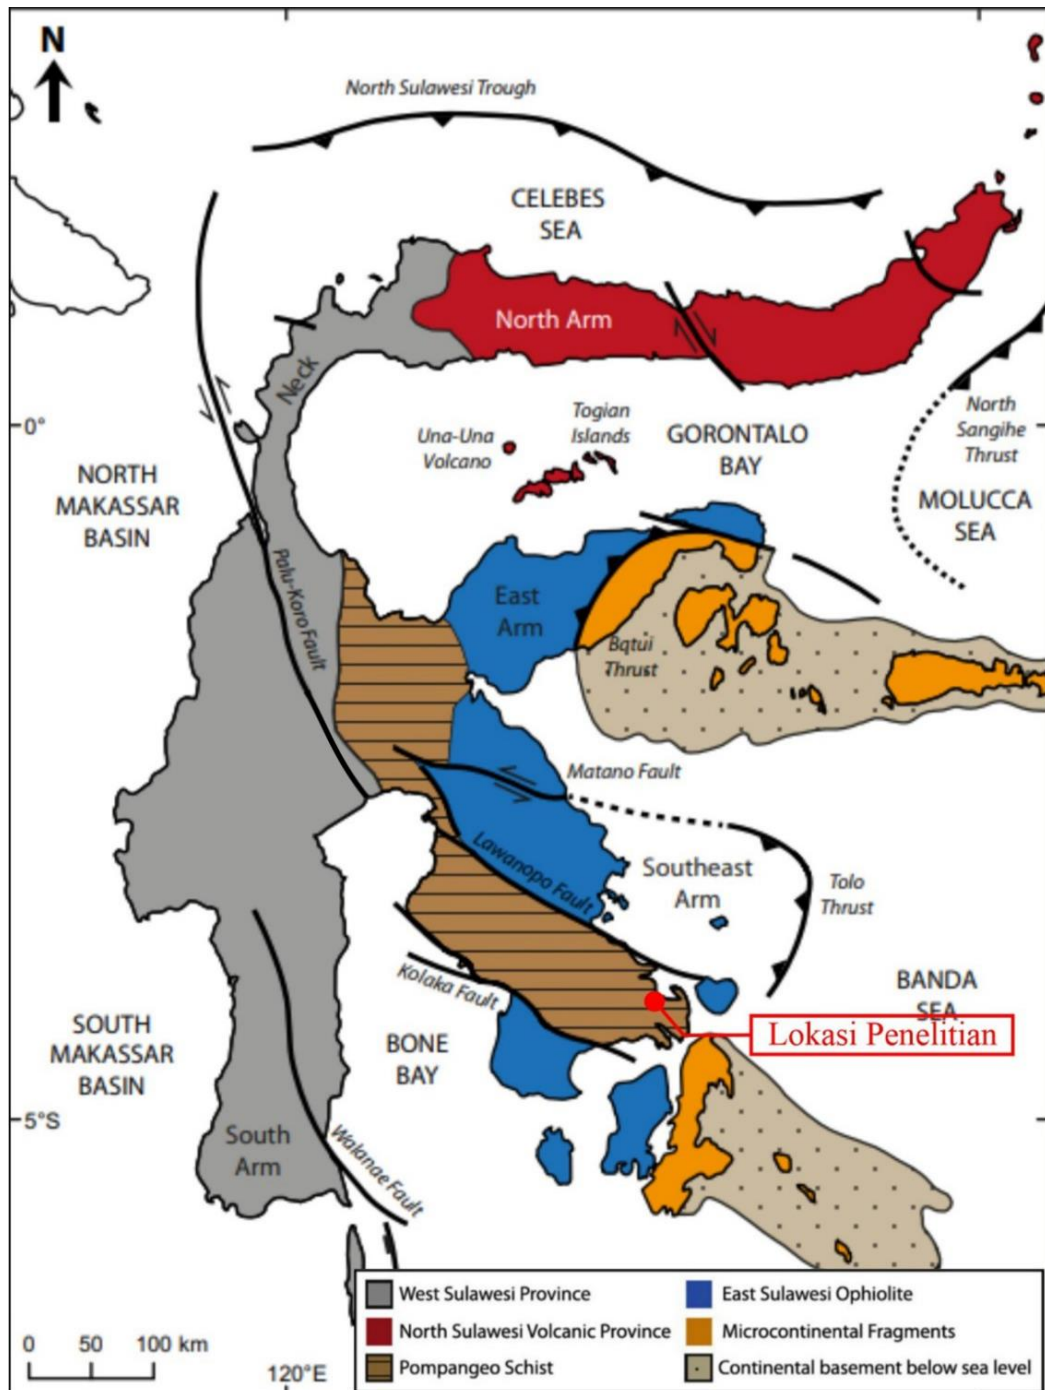 N
North Sulawesi Trough
CELEBES
SEA
North Arm
Neck
0°
Una-Una
Volcano
Togian
Islands
GORONTALO
BAY
North
Sangihe
Thrust
NORTH
MAKASSAR
BASIN
MOLUCCA
SEA
Palu-Koro Fault
East
Arm
Bqtui
Thrust
Matano Fault
Lawanopo Fault
Southeast
Arm
Tolo
Thrust
Kolaka Fault
BANDA
SEA
SOUTH
MAKASSAR
BASIN
BONE
BAY
Lokasi Penelitian
5°S
South
Arm
Walanae Fault
West Sulawesi Province
East Sulawesi Ophiolite
North Sulawesi Volcanic Province
Microcontinental Fragments
Pompangeo Schist
Continental basement below sea level
0 50 100 km
120°E